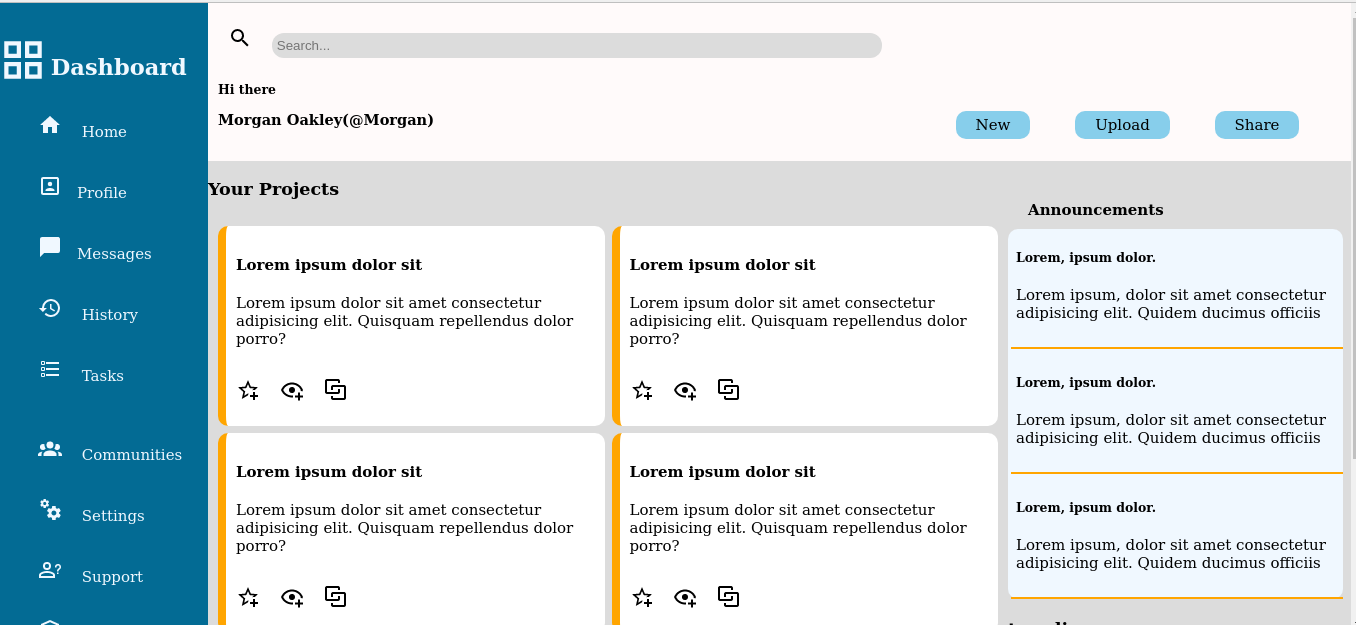 Dashboard
Home
Profile
Messages
History
Tasks
Communities
Settings
Support
Search...
Hi there
Morgan Oakley(@Morgan)
New
Upload
Share
Your Projects
Lorem ipsum dolor sit
Lorem ipsum dolor sit amet consectetur
adipisicing elit. Quisquam repellendus dolor
porro?
Lorem ipsum dolor sit
Lorem ipsum dolor sit amet consectetur
adipisicing elit. Quisquam repellendus dolor
porro?
Lorem ipsum dolor sit
Lorem ipsum dolor sit amet consectetur
adipisicing elit. Quisquam repellendus dolor
porro?
Lorem ipsum dolor sit
Lorem ipsum dolor sit amet consectetur
adipisicing elit. Quisquam repellendus dolor
porro?
Announcements
Lorem, ipsum dolor.
Lorem ipsum, dolor sit amet consectetur
adipisicing elit. Quidem ducimus officiis
Lorem, ipsum dolor.
Lorem ipsum, dolor sit amet consectetur
adipisicing elit. Quidem ducimus officiis
Lorem, ipsum dolor.
Lorem ipsum, dolor sit amet consectetur
adipisicing elit. Quidem ducimus officiis